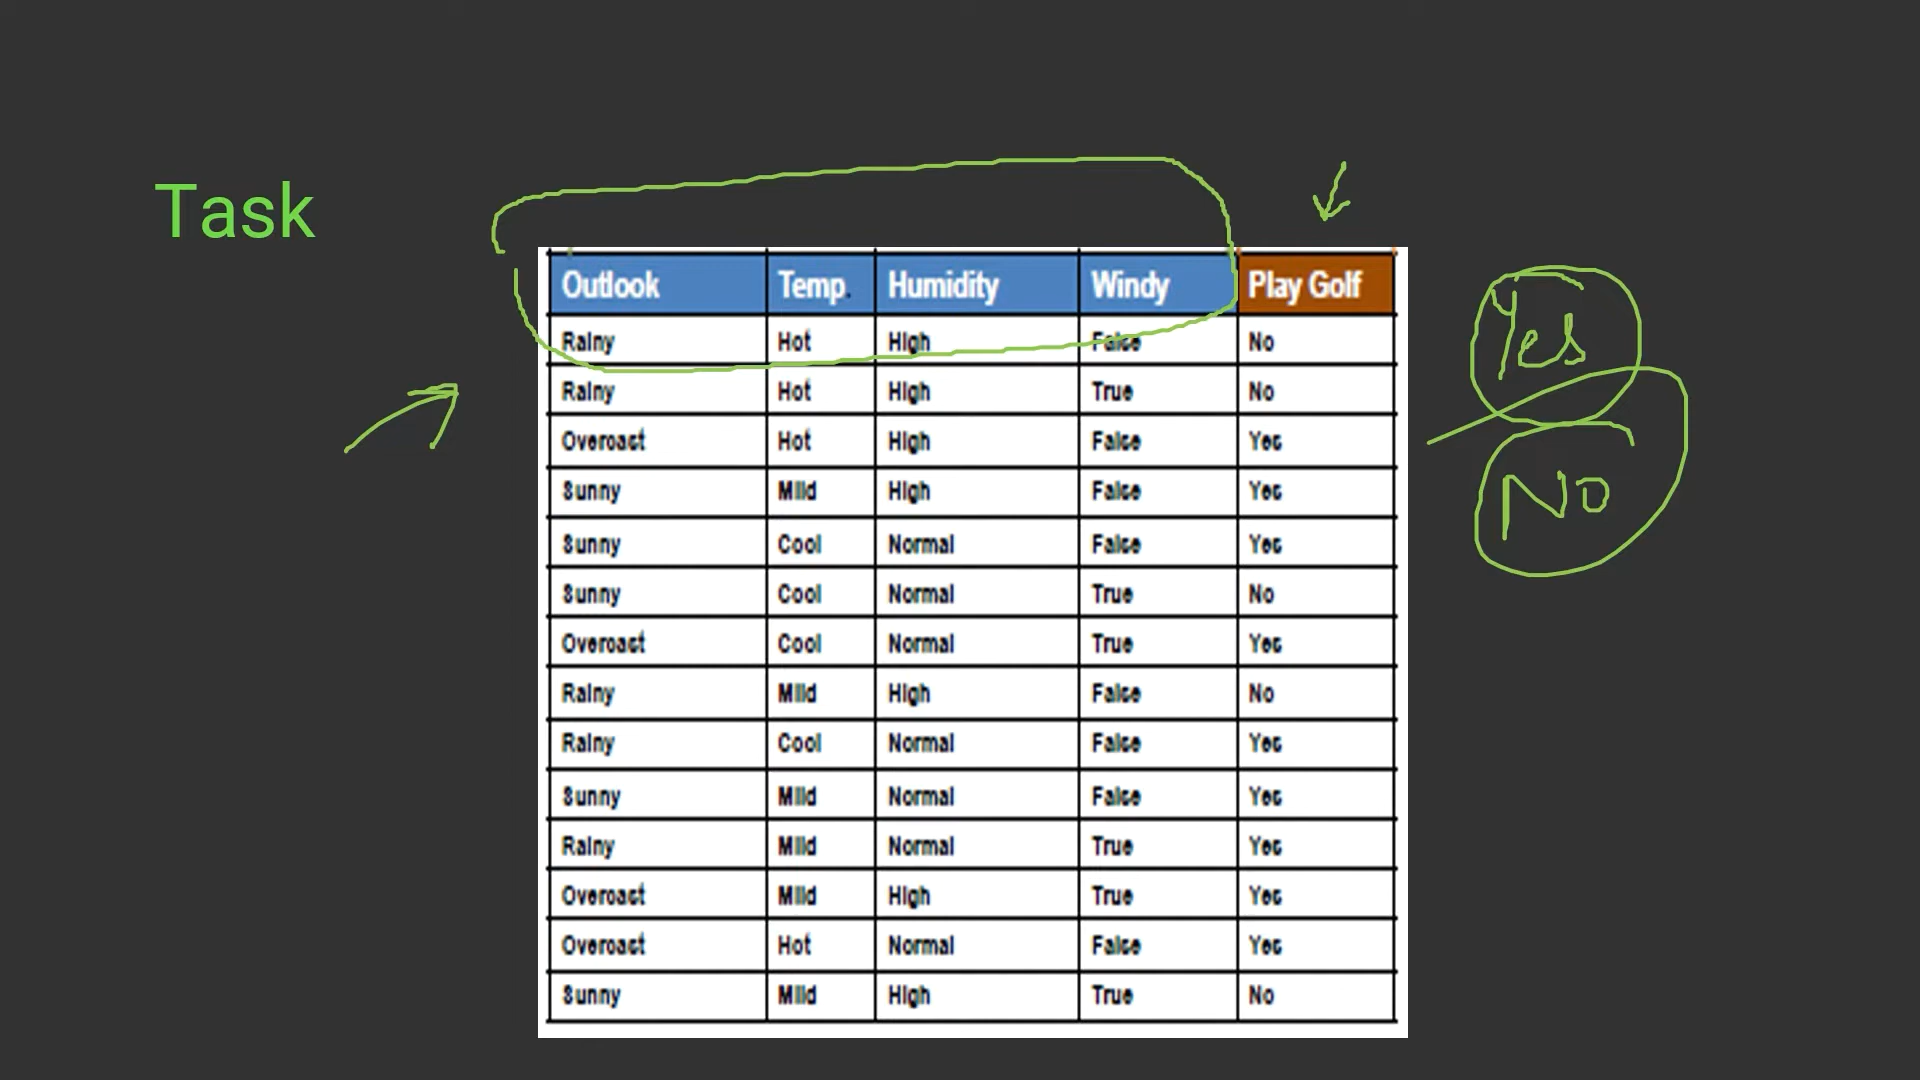 Task
Outlook Temp. Humidity Windy Play Golf
Rainy Hot High False No
Rainy Hot High True No
Overcast Hot High False Yes
Sunny Mild High False Yes
Sunny Cool Normal False Yes
Sunny Cool Normal True No
Overcast Cool Normal True Yes
Rainy Mild High False No
Rainy Cool Normal False Yes
Sunny Mild Normal False Yes
Rainy Mild Normal True Yes
Overcast Mild High True Yes
Overcast Hot Normal False Yes
Sunny Mild High True No
Yes
No